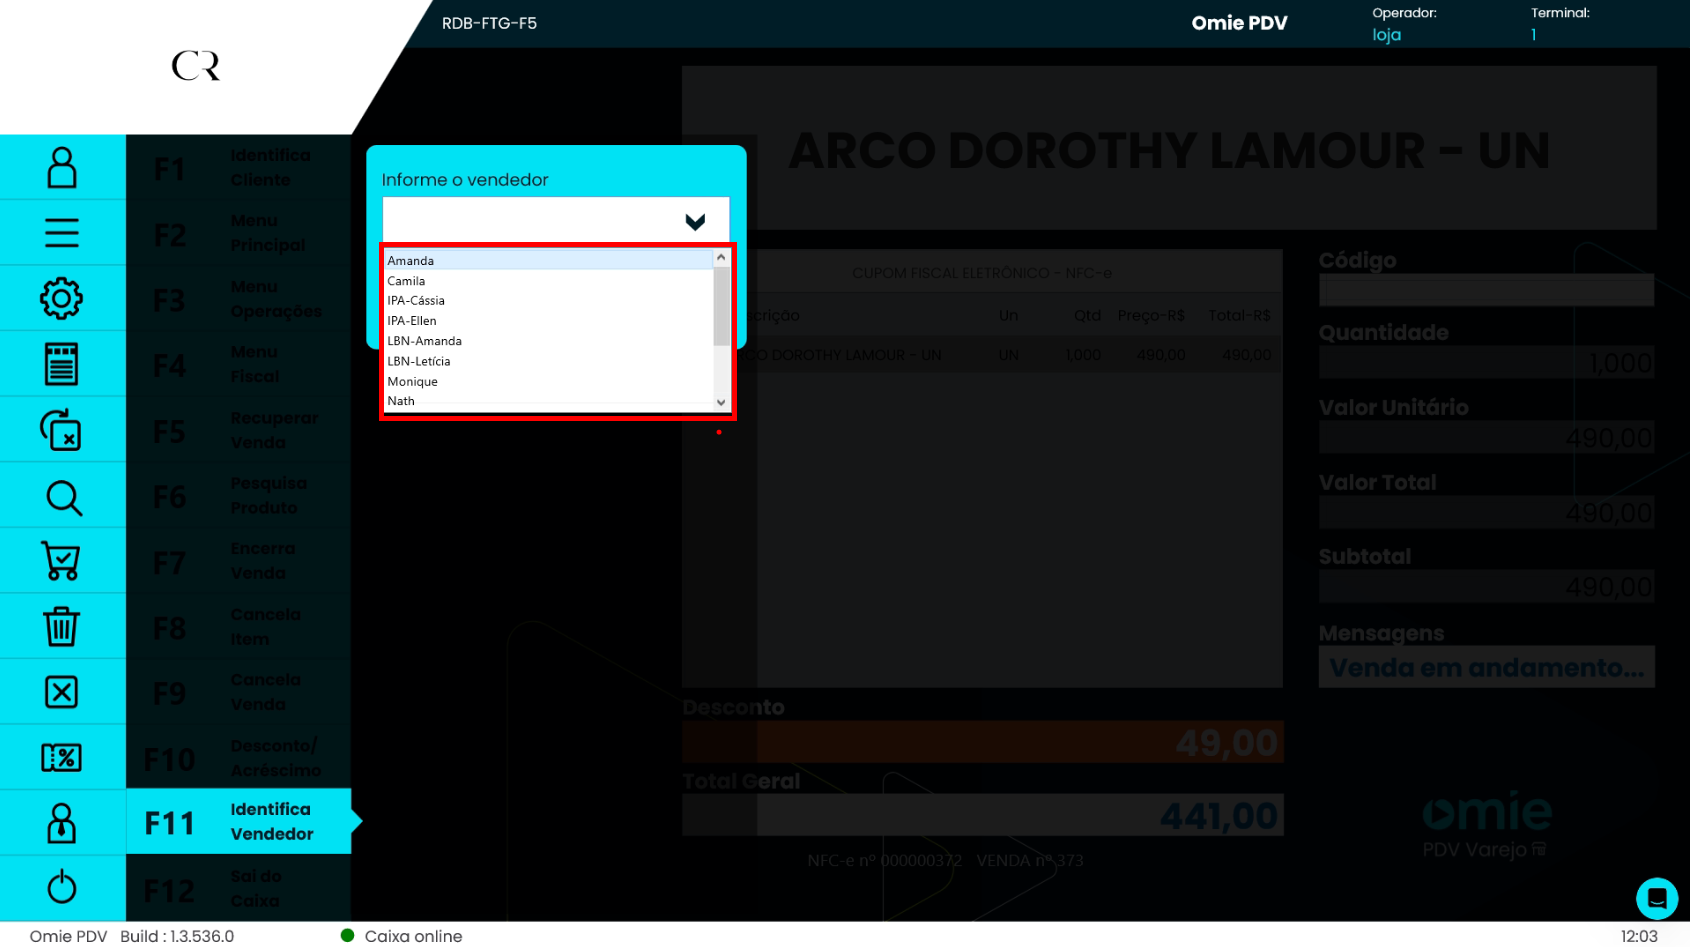 RDB-FTG-F5
Omie PDV
Operador:
loja
Terminal:
1
CR
ARCO DOROTHY LAMOUR - UN
F1 Identifica Cliente
F2 Menu Principal
F3 Menu Operações
F4 Menu Fiscal
F5 Recuperar Venda
F6 Pesquisa Produto
F7 Encerra Venda
F8 Cancela Item
F9 Cancela Venda
F10 Desconto/ Acréscimo
F11 Identifica Vendedor
F12 Sai do Caixa
Informe o vendedor
Amanda
Camila
IPA-Cássia
IPA-Ellen
LBN-Amanda
LBN-Letícia
Monique
Nath
CUPOM FISCAL ELETRÔNICO - NFC-e
scrição Un Qtd Preço-R$ Total-R$
CO DOROTHY LAMOUR - UN UN 1,000 490,00 490,00
Código
Quantidade
1,000
Valor Unitário
490,00
Valor Total
490,00
Subtotal
490,00
Mensagens
Venda em andamento...
Desconto
49,00
Total Geral
441,00
NFC-e nº 000000372 VENDA nº 373
omie
PDV Varejo
Omie PDV Build : 1.3.536.0 Caixa online 12:03